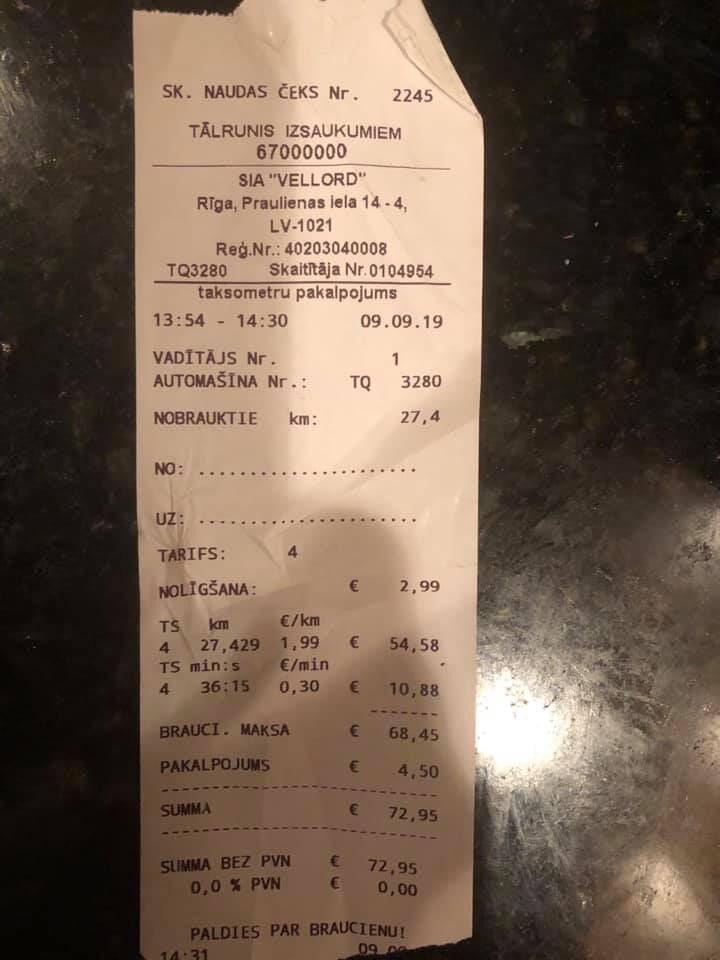 SK. NAUDAS ČEKS Nr. 2245
TĀLRUNIS IZSAUKUMIEM
67000000
SIA "VELLORD"
Rīga, Praulienas iela 14 - 4,
LV-1021
Reģ.Nr.: 40203040008
TQ3280 Skaitītāja Nr.0104954
taksometru pakalpojums
13:54 - 14:30 09.09.19
VADĪTĀJS Nr. 1
AUTOMAŠĪNA Nr.: TQ 3280
NOBRAUKTIE km: 27,4
NO: ......................
UZ: ......................
TARIFS: 4
NOLĪGŠANA: € 2,99
TS km €/km
4 27,429 1,99 € 54,58
TS min:s €/min
4 36:15 0,30 € 10,88
BRAUCI. MAKSA € 68,45
PAKALPOJUMS € 4,50
SUMMA € 72,95
SUMMA BEZ PVN € 72,95
0,0 % PVN € 0,00
PALDIES PAR BRAUCIENU!
14:31 09.09